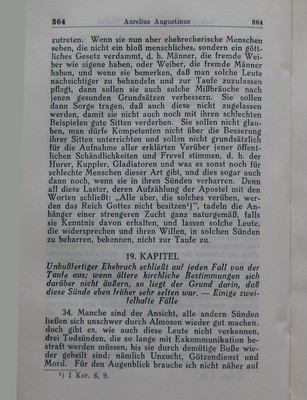 364 Aurelius Augustinus 364
zutreten. Wenn sie nun aber ehebrecherische Menschen
sehen, die nicht ein bloß menschliches, sondern ein gött-
liches Gesetz verdammt, d. h. Männer, die fremde Wei-
ber wie eigene haben, oder Weiber, die fremde Männer
haben, und wenn sie bemerken, daß man solche Leute
nachsichtiger zu behandeln und zur Taufe zuzulassen
pflegt, dann sollen sie auch solche Mißbräuche nach
jenen gesunden Grundsätzen verbessern. Sie sollen
dann Sorge tragen, daß auch diese nicht zugelassen
werden, damit sie nicht auch noch mit ihren schlechten
Beispielen gute Sitten verderben. Sie sollen nicht glau-
ben, man dürfe Kompetenten nicht über die Besserung
ihrer Sitten unterrichten und sollen nicht grundsätzlich
für die Aufnahme aller erklärten Verüber jener öffent-
lichen Schändlichkeiten und Frevel stimmen, d. h. der
Hurer, Kuppler, Gladiatoren und was es sonst noch für
schlechte Menschen dieser Art gibt, und dies sogar auch
dann noch, wenn sie in ihren Sünden verharren. Denn
all diese Laster, deren Aufzählung der Apostel mit den
Worten schließt: „Alle aber, die solches verüben, wer-
den das Reich Gottes nicht besitzen¹)“, tadeln die An-
hänger einer strengeren Zucht ganz naturgemäß, falls
sie Kenntnis davon erhalten, und lassen solche Leute,
die widersprechen und ihren Willen, in solchen Sünden
zu beharren, bekennen, nicht zur Taufe zu.
19. KAPITEL
Unbußfertiger Ehebruch schließt auf jeden Fall von der
Taufe aus; wenn ältere kirchliche Bestimmungen sich
darüber nicht äußern, so liegt der Grund darin, daß
diese Sünde eben früher sehr selten war. — Einige zwei-
felhafte Fälle
34. Manche sind der Ansicht, alle andern Sünden
ließen sich unschwer durch Almosen wieder gut machen.
doch gibt es, wie auch diese Leute nicht verkennen,
drei Todsünden, die so lange mit Exkommunikation be-
straft werden müssen, bis sie durch demütige Buße wie-
der geheilt sind: nämlich Unzucht, Götzendienst und
Mord. Für den Augenblick brauche ich nicht näher auf
¹) 1 Kor. 6, 9.